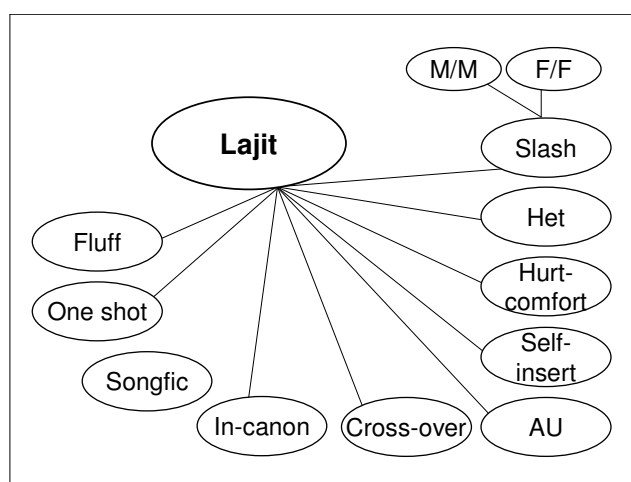 M/M
F/F
Lajit
Slash
Fluff
Het
One shot
Hurt-
comfort
Songfic
Self-
insert
In-canon
Cross-over
AU